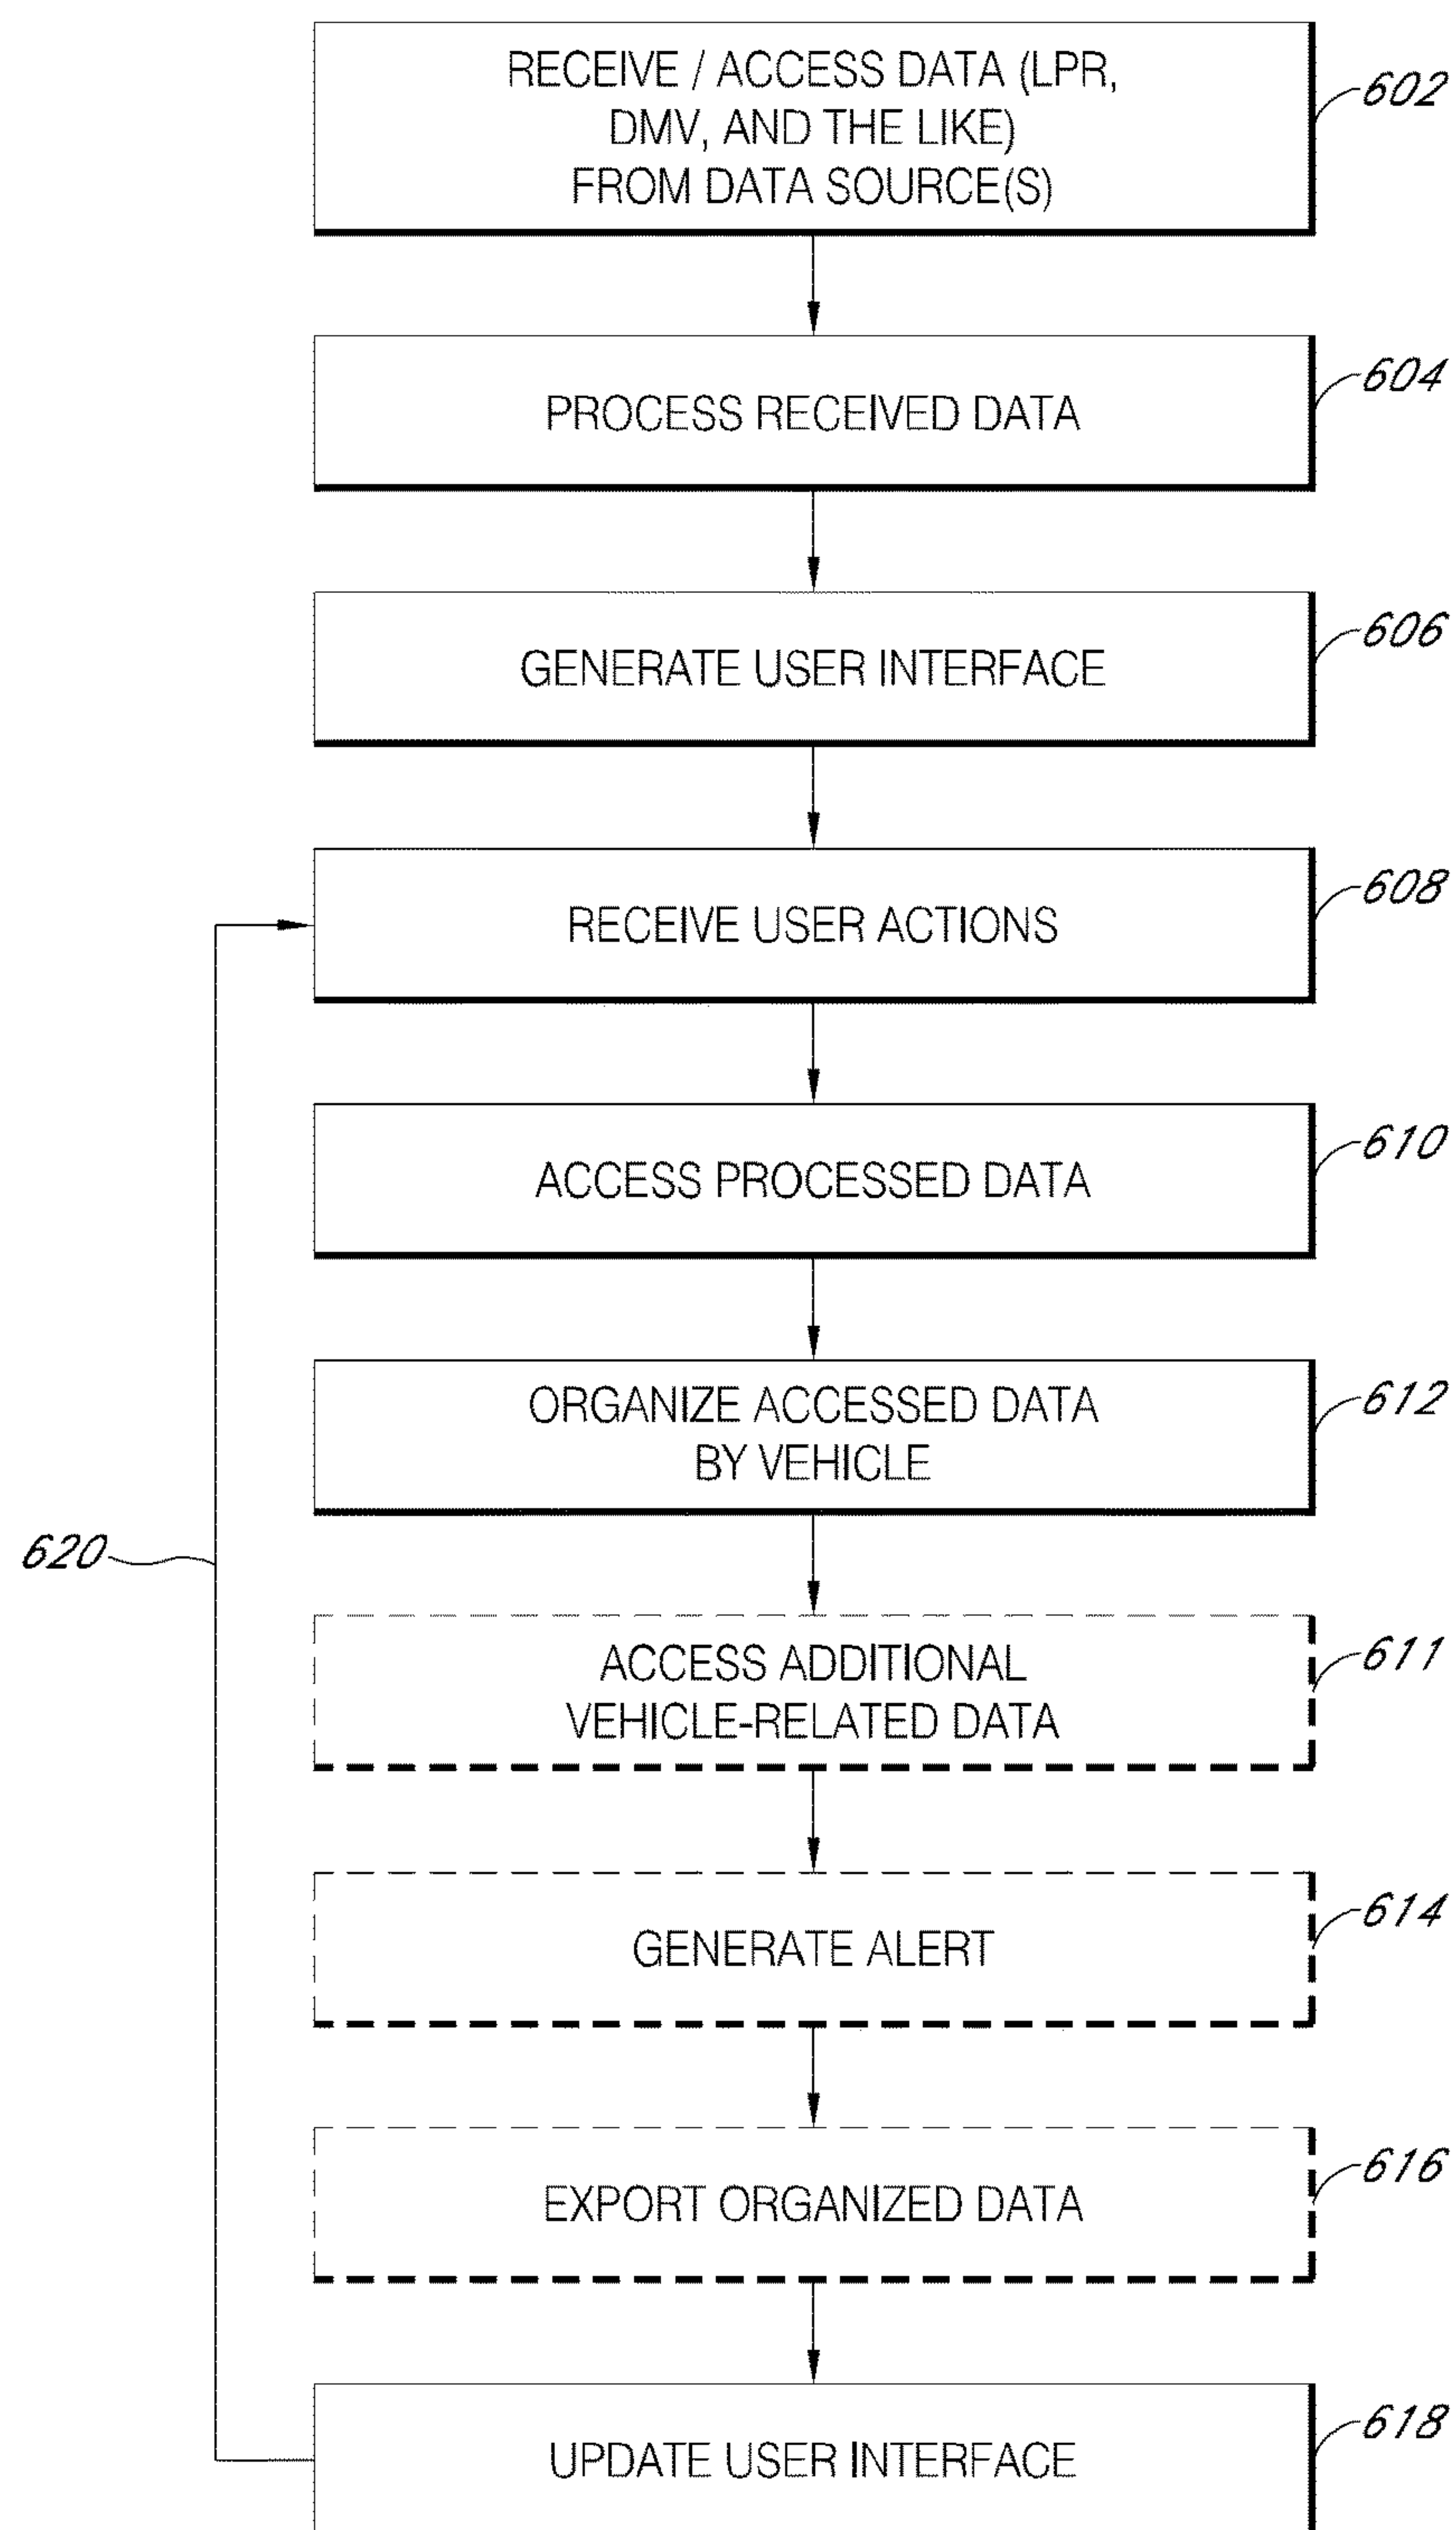 RECEIVE / ACCESS DATA (LPR,
DMV, AND THE LIKE)
FROM DATA SOURCE(S)
602
PROCESS RECEIVED DATA
604
GENERATE USER INTERFACE
606
RECEIVE USER ACTIONS
608
ACCESS PROCESSED DATA
610
ORGANIZE ACCESSED DATA
BY VEHICLE
612
620
ACCESS ADDITIONAL
VEHICLE-RELATED DATA
611
GENERATE ALERT
614
EXPORT ORGANIZED DATA
616
UPDATE USER INTERFACE
618